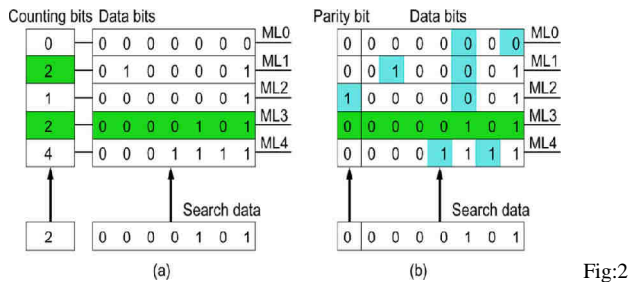 Counting bits Data bits
0 0 0 0 0 0 0 0 ML0
2 0 1 0 0 0 0 1 ML1
1 0 0 0 0 0 0 1 ML2
2 0 0 0 0 1 0 1 ML3
4 0 0 0 1 1 1 1 ML4
Search data
2 0 0 0 0 1 0 1
(a)
Parity bit Data bits
0 0 0 0 0 0 0 0 ML0
0 0 1 0 0 0 0 1 ML1
1 0 0 0 0 0 0 1 ML2
0 0 0 0 0 1 0 1 ML3
0 0 0 0 1 1 1 1 ML4
Search data
0 0 0 0 0 1 0 1
(b)
Fig:2